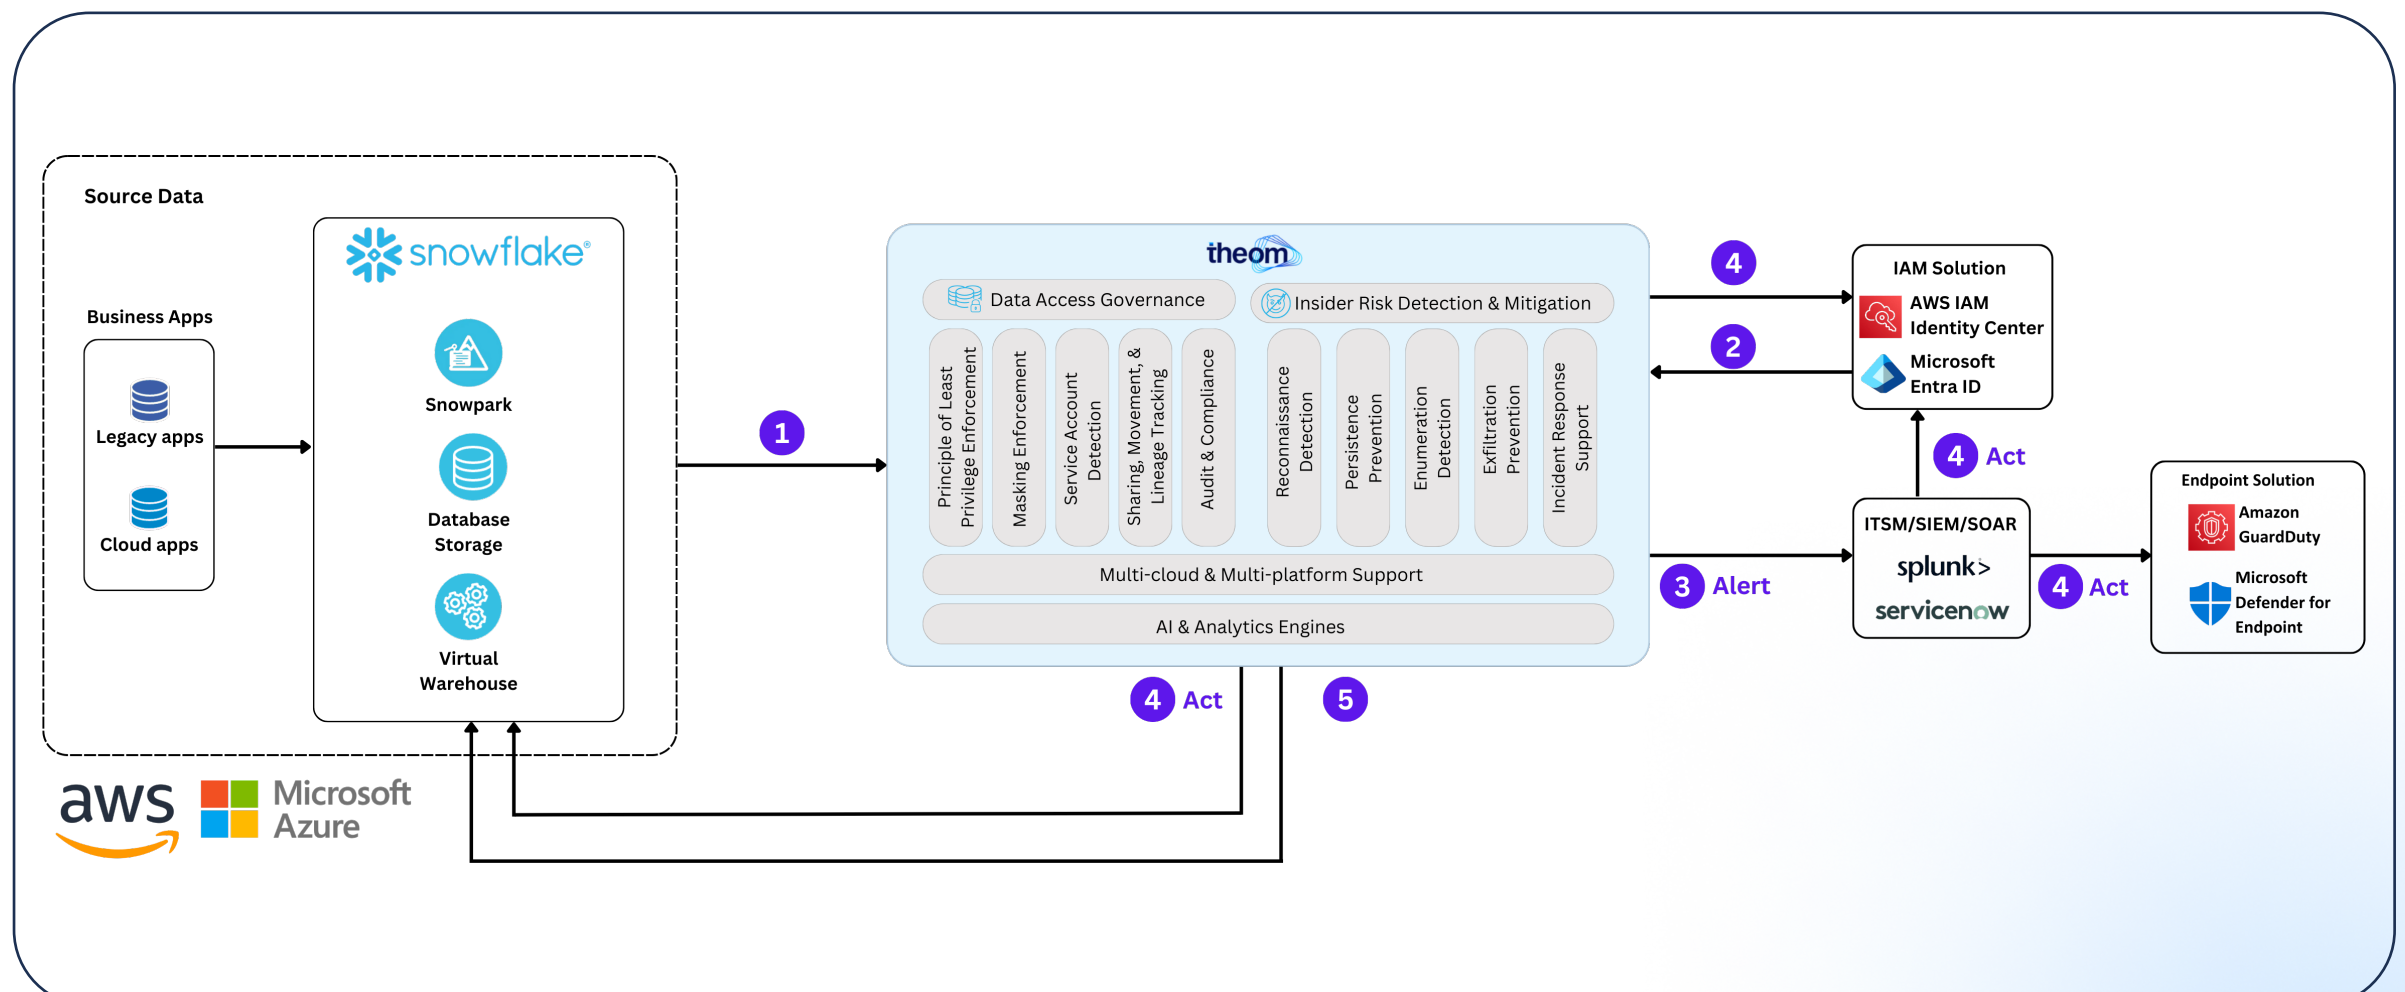 Source Data
Business Apps
Legacy apps
Cloud apps
snowflake®
Snowpark
Database
Storage
Virtual
Warehouse
aws
Microsoft
Azure
1
theom
Data Access Governance
Insider Risk Detection & Mitigation
Principle of Least
Privilege Enforcement
Masking Enforcement
Service Account
Detection
Sharing, Movement, &
Lineage Tracking
Audit & Compliance
Reconnaissance
Detection
Persistence
Prevention
Enumeration
Detection
Exfiltration
Prevention
Incident Response
Support
Multi-cloud & Multi-platform Support
AI & Analytics Engines
4 Act
5
4
2
3 Alert
IAM Solution
AWS IAM
Identity Center
Microsoft
Entra ID
4 Act
ITSM/SIEM/SOAR
splunk>
servicenow
4 Act
Endpoint Solution
Amazon
GuardDuty
Microsoft
Defender for
Endpoint